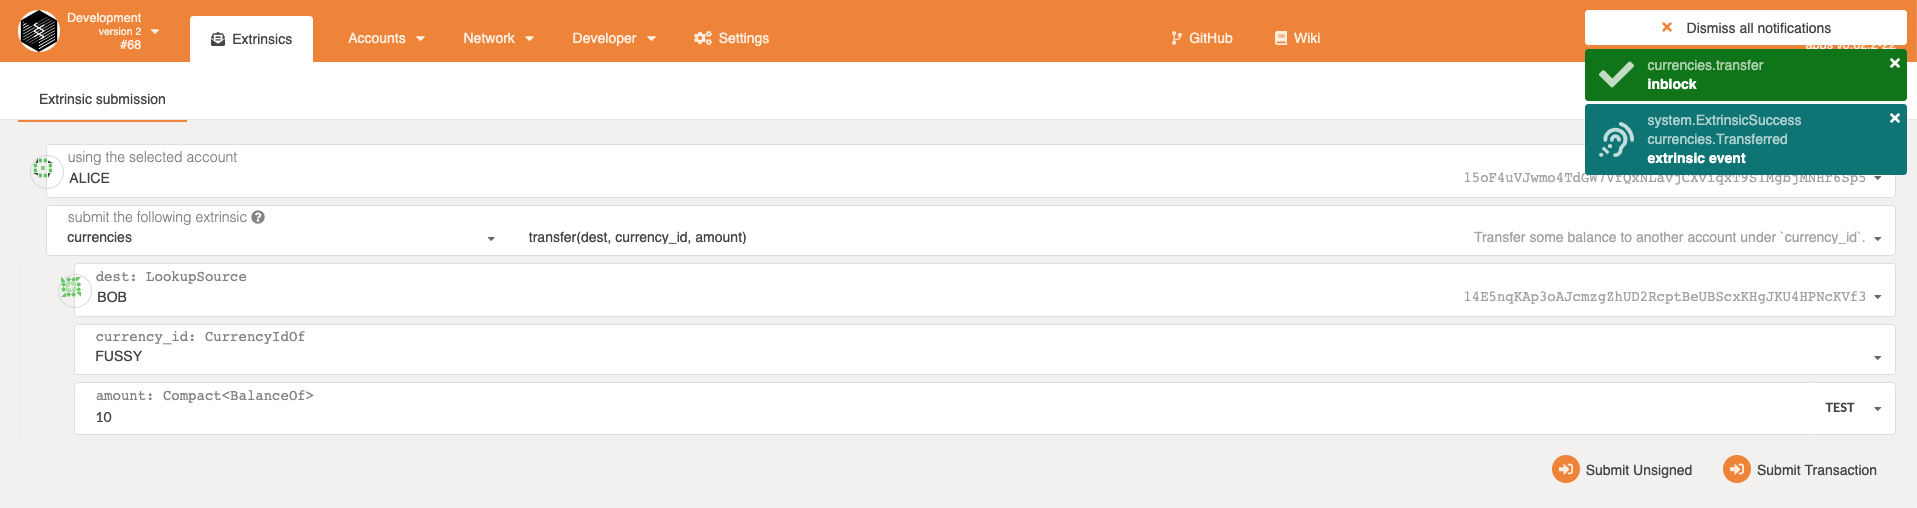 Development
version 2
#68
Extrinsics
Accounts
Network
Developer
Settings
GitHub
Wiki
Dismiss all notifications
currencies.transfer
inblock
system.ExtrinsicSuccess
currencies.Transferred
extrinsic event
Extrinsic submission
using the selected account
ALICE
submit the following extrinsic
currencies
transfer(dest, currency_id, amount)
Transfer some balance to another account under `currency_id`.
dest: LookupSource
BOB
14E5nqKAp3oAJcmzgZhUD2RcptBeUBScxKHgJKU4HPNcKVf3
currency_id: CurrencyIdOf
FUSSY
amount: Compact<BalanceOf>
10
TEST
Submit Unsigned
Submit Transaction